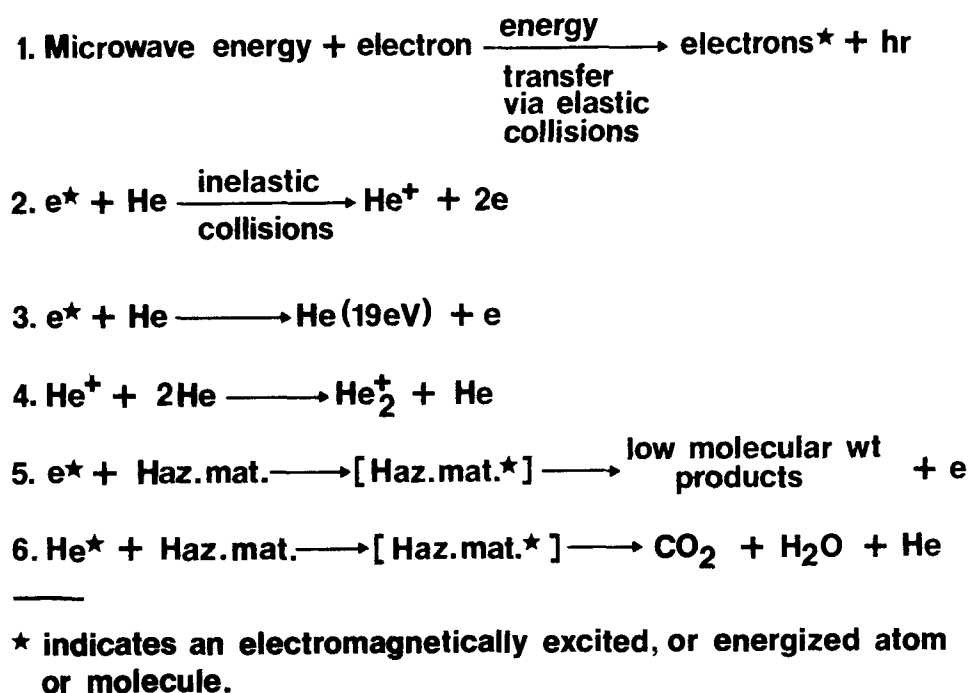 1. Microwave energy + electron energy → electrons★ + hr
transfer
via elastic
collisions
2. e★ + He inelastic → He⁺ + 2e
collisions
3. e★ + He → He (19eV) + e
4. He⁺ + 2He → He₂⁺ + He
5. e★ + Haz.mat. → [Haz.mat.★] → low molecular wt products + e
6. He★ + Haz.mat. → [Haz.mat.★] → CO₂ + H₂O + He
★ indicates an electromagnetically excited, or energized atom
or molecule.